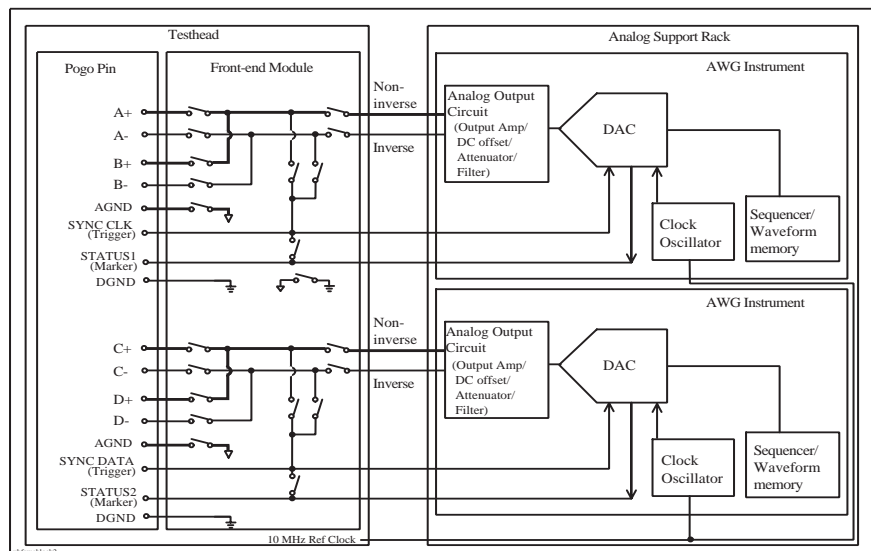 Testhead
Analog Support Rack
Pogo Pin
Front-end Module
AWG Instrument
Non-
inverse
Inverse
Analog Output
Circuit
(Output Amp/
DC offset/
Attenuator/
Filter)
DAC
Clock
Oscillator
Sequencer/
Waveform
memory
A+
A-
B+
B-
AGND
SYNC CLK
(Trigger)
STATUS1
(Marker)
DGND
AWG Instrument
Non-
inverse
Inverse
Analog Output
Circuit
(Output Amp/
DC offset/
Attenuator/
Filter)
DAC
Clock
Oscillator
Sequencer/
Waveform
memory
C+
C-
D+
D-
AGND
SYNC DATA
(Trigger)
STATUS2
(Marker)
DGND
10 MHz Ref Clock